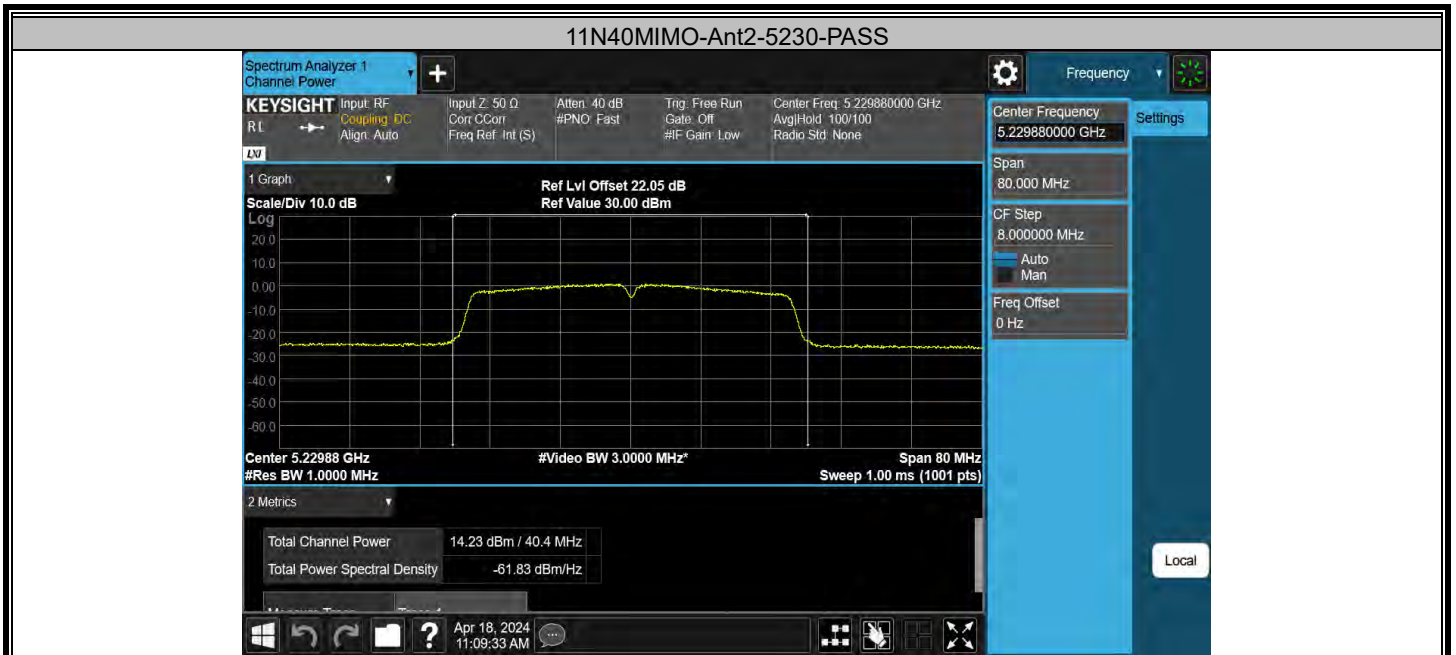 11N40MIMO-Ant2-5230-PASS
Spectrum Analyzer 1
Channel Power
Frequency
KEYSIGHT
RL
LXI
Input: RF
Coupling: DC
Align: Auto
Input Z: 50 Ω
Corr CCorr
Freq Ref: Int (S)
Atten: 40 dB
#PNO: Fast
Trig: Free Run
Gate: Off
#IF Gain: Low
Center Freq: 5.229880000 GHz
Avg|Hold: 100/100
Radio Std: None
Center Frequency
5.229880000 GHz
Settings
Span
80.000 MHz
CF Step
8.000000 MHz
Auto
Man
Freq Offset
0 Hz
Local
1 Graph
Scale/Div 10.0 dB
Ref Lvl Offset 22.05 dB
Ref Value 30.00 dBm
Log
20.0
10.0
0.00
-10.0
-20.0
-30.0
-40.0
-50.0
-60.0
Center 5.22988 GHz
#Res BW 1.0000 MHz
#Video BW 3.0000 MHz*
Span 80 MHz
Sweep 1.00 ms (1001 pts)
2 Metrics
Total Channel Power 14.23 dBm / 40.4 MHz
Total Power Spectral Density -61.83 dBm/Hz
?
Apr 18, 2024
11:09:33 AM